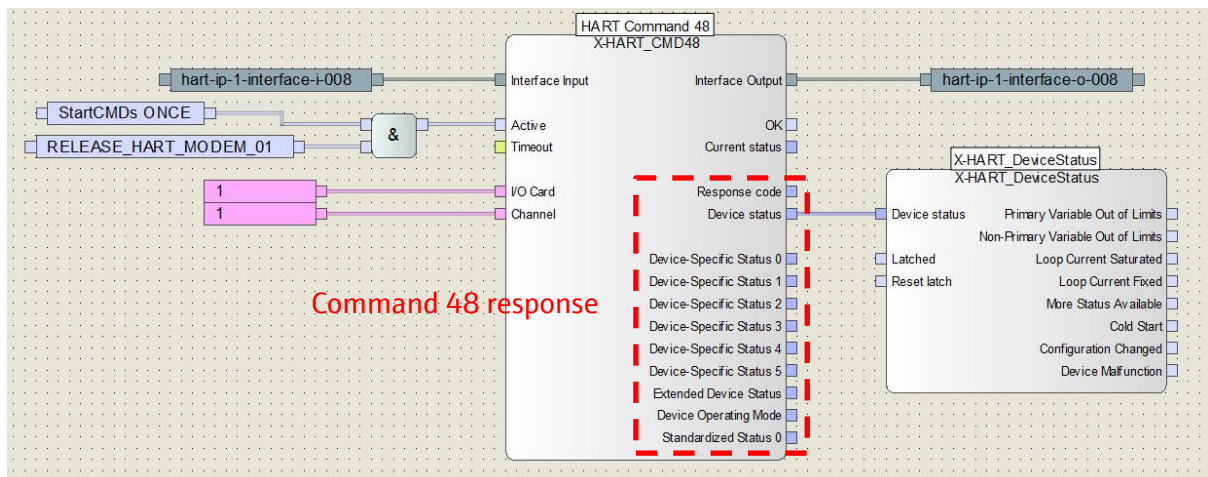 HART Command 48
X-HART_CMD48
hart-ip-1-interface-i-008
Interface Input
Interface Output
hart-ip-1-interface-o-008
StartCMDs ONCE
&
RELEASE_HART_MODEM_01
Active
OK
Timeout
Current status
1
I/O Card
Response code
1
Channel
Device status
Device-Specific Status 0
Device-Specific Status 1
Device-Specific Status 2
Device-Specific Status 3
Device-Specific Status 4
Device-Specific Status 5
Extended Device Status
Device Operating Mode
Standardized Status 0
Command 48 response
X-HART_DeviceStatus
X-HART_DeviceStatus
Device status
Primary Variable Out of Limits
Non-Primary Variable Out of Limits
Latched
Loop Current Saturated
Reset latch
Loop Current Fixed
More Status Available
Cold Start
Configuration Changed
Device Malfunction